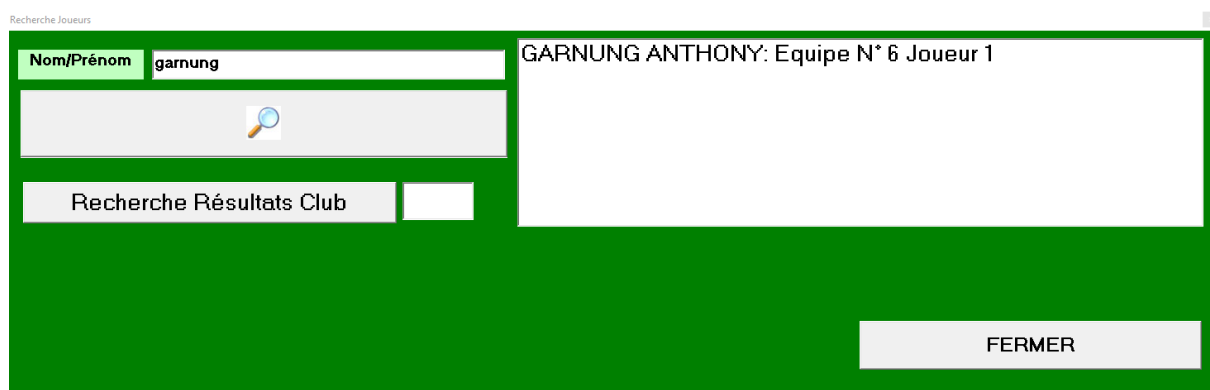 Recherche Joueurs
Nom/Prénom
garnung
GARNUNG ANTHONY: Equipe N° 6 Joueur 1
Recherche Résultats Club
FERMER